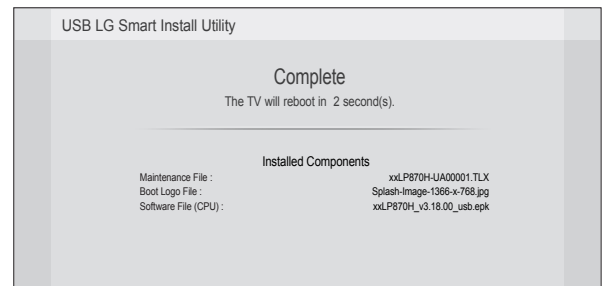 USB LG Smart Install Utility
Complete
The TV will reboot in 2 second(s).
Installed Components
Maintenance File : xxLP870H-UA00001.TLX
Boot Logo File : Splash-Image-1366-x-768.jpg
Software File (CPU) : xxLP870H_v3.18.00_usb.epk